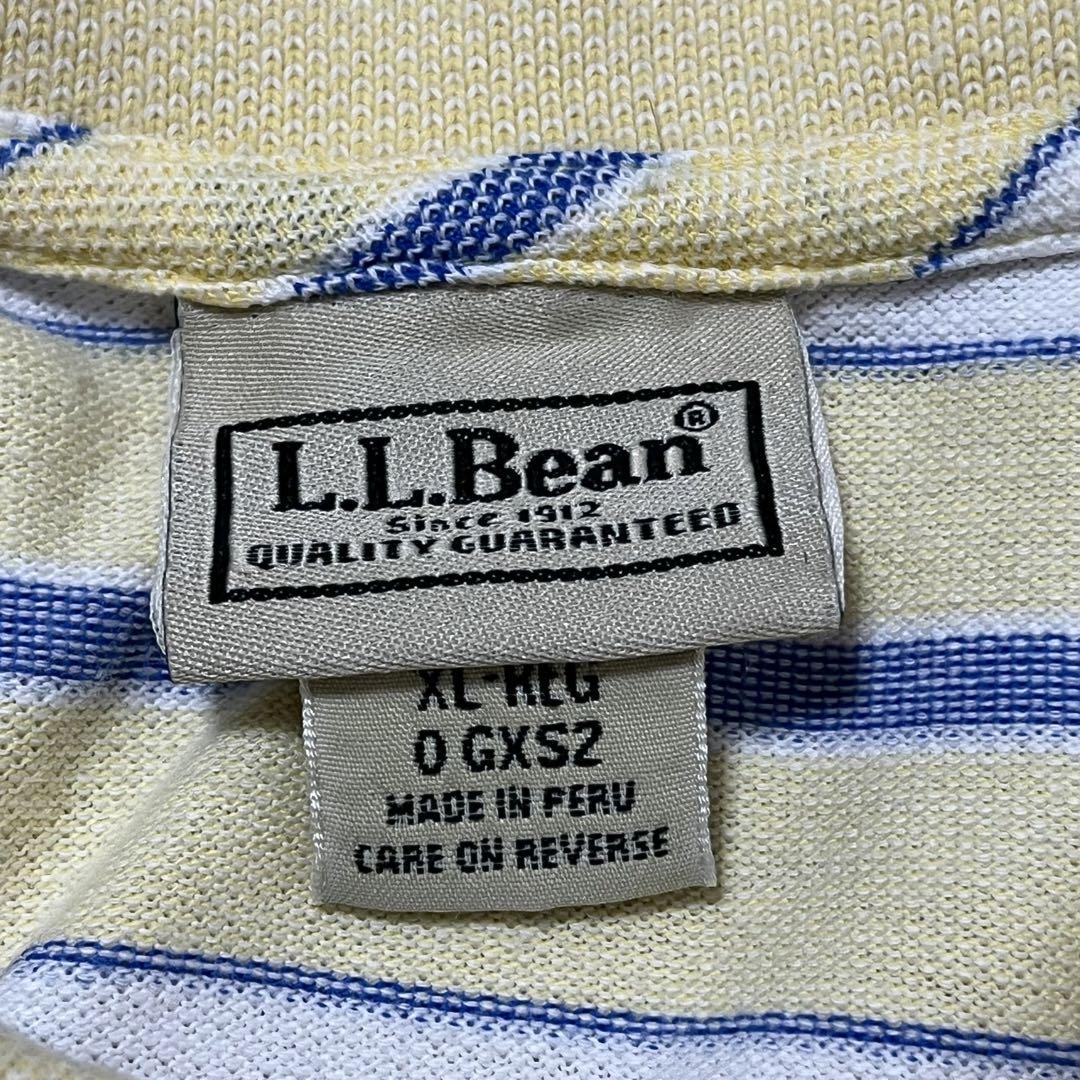 L.L.Bean®
Since 1912
QUALITY GUARANTEED
XL-REG
0 GXS2
MADE IN PERU
CARE ON REVERSE